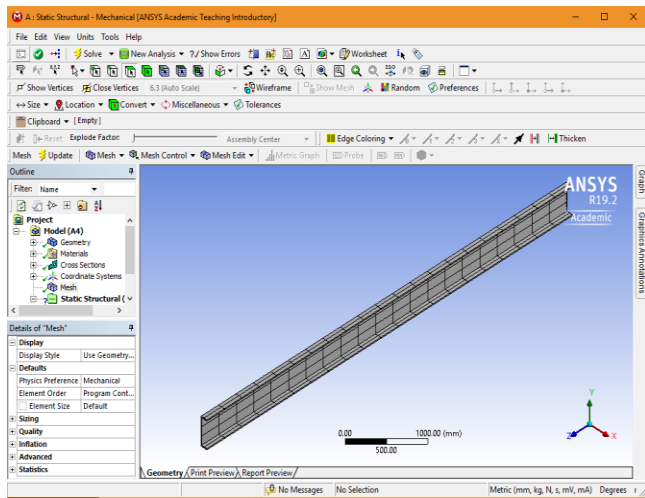 A : Static Structural - Mechanical [ANSYS Academic Teaching Introductory]
File Edit View Units Tools Help
Solve New Analysis ?/ Show Errors Worksheet
Show Vertices Close Vertices 6.3 (Auto Scale) Wireframe Show Mesh Random Preferences
Size Location Convert Miscellaneous Tolerances
Clipboard [Empty]
Reset Explode Factor: Assembly Center Edge Coloring Thicken
Mesh Update Mesh Mesh Control Mesh Edit Metric Graph Probe
Outline
Filter: Name
Project
Model (A4)
Geometry
Materials
Cross Sections
Coordinate Systems
Mesh
Static Structural (
Details of "Mesh"
Display
Display Style Use Geometry...
Defaults
Physics Preference Mechanical
Element Order Program Cont...
Element Size Default
Sizing
Quality
Inflation
Advanced
Statistics
ANSYS
R19.2
Academic
0.00 1000.00 (mm)
500.00
Y
Z X
Geometry Print Preview Report Preview
Graph
Graphics Annotations
No Messages No Selection Metric (mm, kg, N, s, mV, mA) Degrees